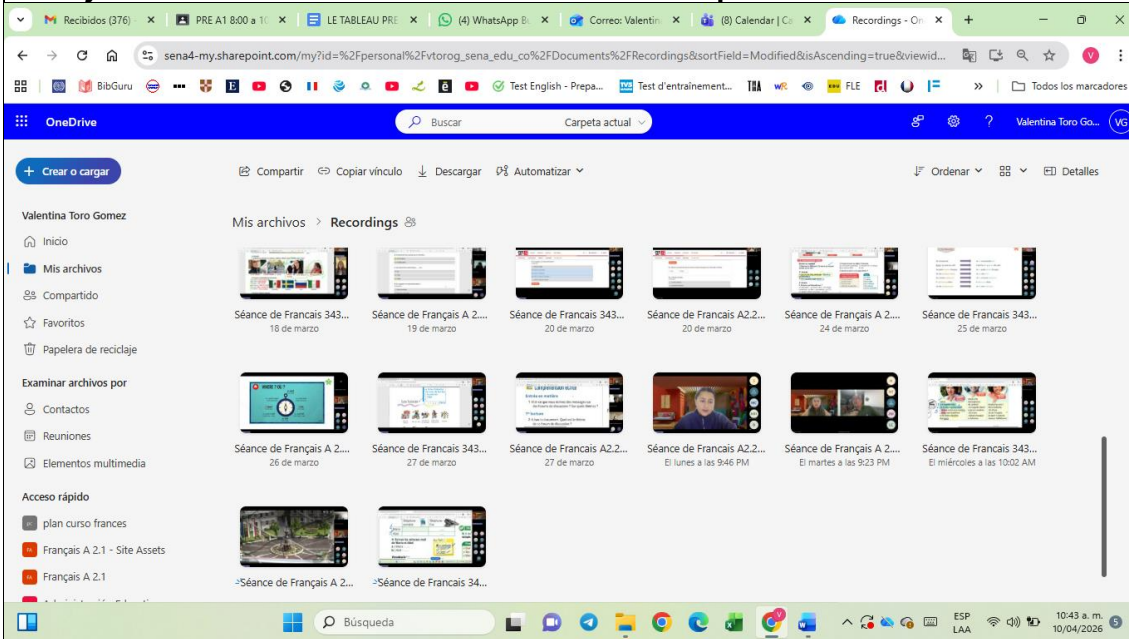 Recibidos (376)
PRE A1 8:00 a 10
LE TABLEAU PRE
(4) WhatsApp B
Correo: Valentin
(8) Calendar | Ca
Recordings - On
sena4-my.sharepoint.com/my?id=%2Fpersonal%2Fvtorog_sena_edu_co%2FDocuments%2FRecordings&sortField=Modified&isAscending=true&viewid...
BibGuru
Test English - Prepa...
Test d'entraînement...
FLE
Todos los marcadores
OneDrive
Buscar
Carpeta actual
Valentina Toro Go...
VG
Crear o cargar
Compartir
Copiar vínculo
Descargar
Automatizar
Ordenar
Detalles
Valentina Toro Gomez
Inicio
Mis archivos
Compartido
Favoritos
Papelera de reciclaje
Examinar archivos por
Contactos
Reuniones
Elementos multimedia
Acceso rápido
plan curso frances
Français A 2.1 - Site Assets
Français A 2.1
Mis archivos > Recordings
Séance de Francais 343...
18 de marzo
Séance de Français A 2....
19 de marzo
Séance de Francais 343...
20 de marzo
Séance de Francais A2.2...
20 de marzo
Séance de Français A 2....
24 de marzo
Séance de Francais 343...
25 de marzo
Séance de Français A 2....
26 de marzo
Séance de Francais 343...
27 de marzo
Séance de Francais A2.2...
27 de marzo
Séance de Francais A2.2...
El lunes a las 9:46 PM
Séance de Français A 2....
El martes a las 9:23 PM
Séance de Francais 343...
El miércoles a las 10:02 AM
Séance de Français A 2...
Séance de Francais 34...
Búsqueda
ESP
LAA
10:43 a. m.
10/04/2026
5